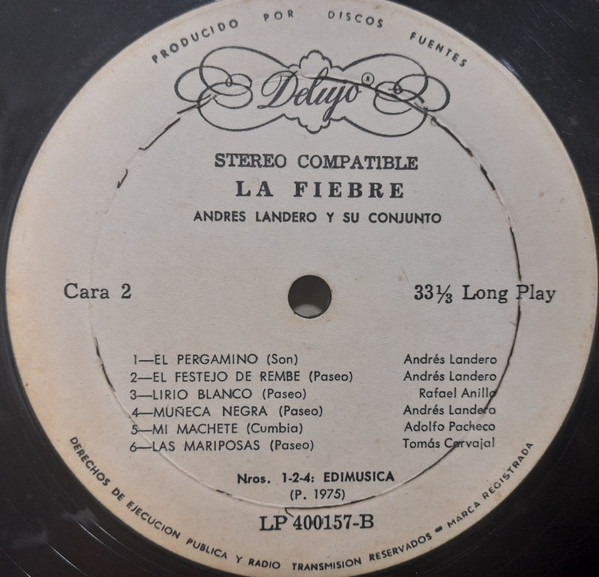 PRODUCIDO POR DISCOS FUENTES
Delujo®
STEREO COMPATIBLE
LA FIEBRE
ANDRES LANDERO Y SU CONJUNTO
Cara 2 33⅓ Long Play
1—EL PERGAMINO (Son) Andrés Landero
2—EL FESTEJO DE REMBE (Paseo) Andrés Landero
3—LIRIO BLANCO (Paseo) Rafael Anillo
4—MUÑECA NEGRA (Paseo) Andrés Landero
5—MI MACHETE (Cumbia) Adolfo Pacheco
6—LAS MARIPOSAS (Paseo) Tomás Carvajal
Nros. 1-2-4: EDIMUSICA
(P. 1975)
LP 400157-B
DERECHOS DE EJECUCION PUBLICA Y RADIO TRANSMISION RESERVADOS - MARCA REGISTRADA